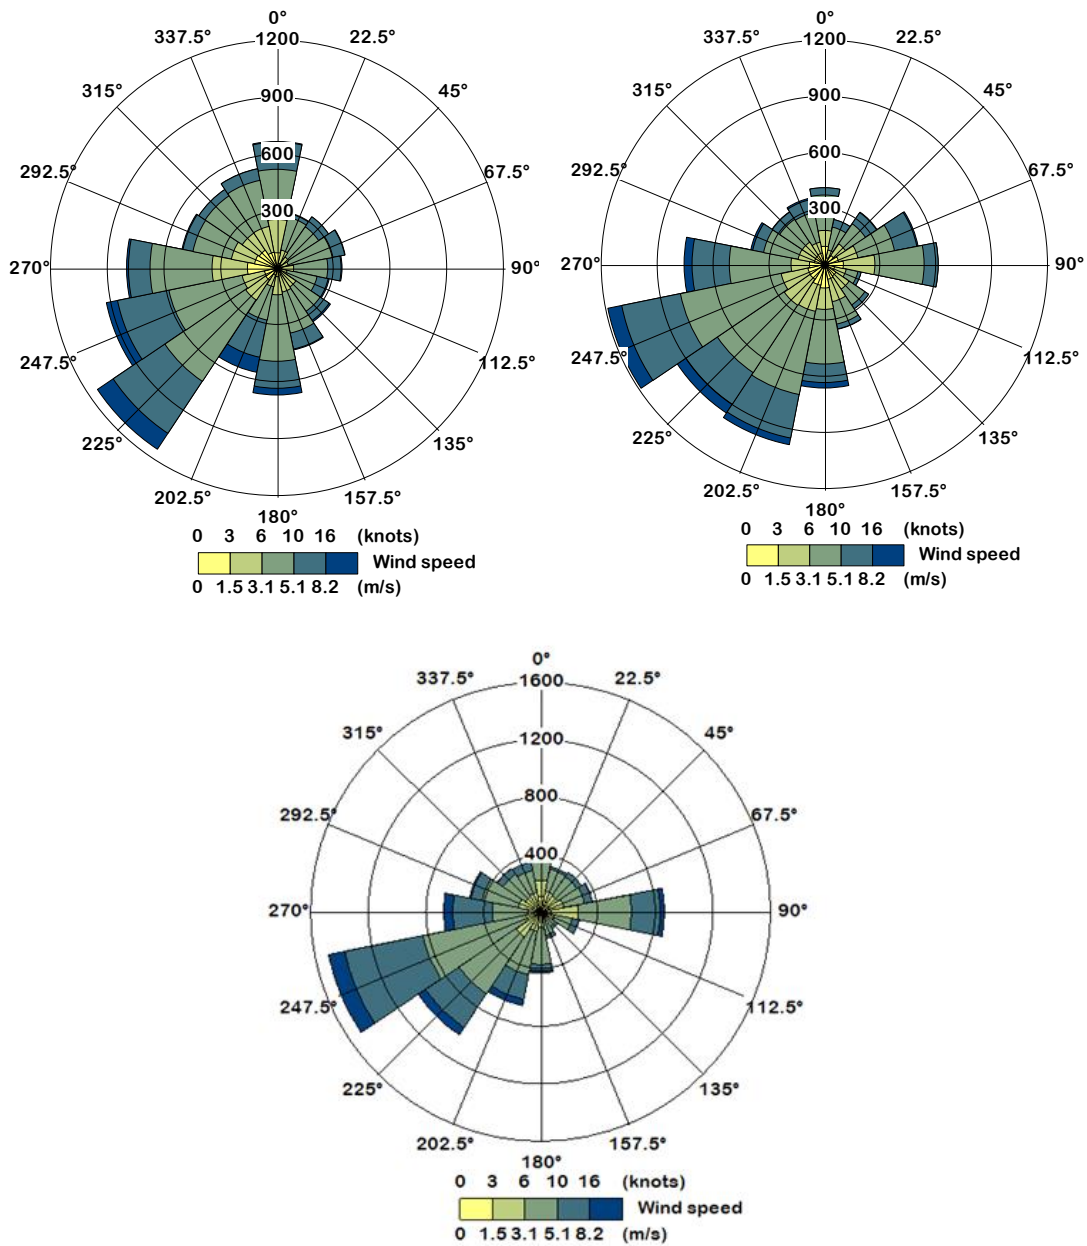 0°
1200
337.5° 22.5°
315° 900 45°
600
292.5° 67.5°
300
270° 90°
247.5° 112.5°
225° 135°
202.5° 157.5°
180°
0 3 6 10 16 (knots)
Wind speed
0 1.5 3.1 5.1 8.2 (m/s)
0°
1200
337.5° 22.5°
315° 900 45°
600
292.5° 67.5°
300
270° 90°
247.5° 112.5°
225° 135°
202.5° 157.5°
180°
0 3 6 10 16 (knots)
Wind speed
0 1.5 3.1 5.1 8.2 (m/s)
0°
337.5° 1600 22.5°
315° 1200 45°
800
292.5° 67.5°
400
270° 90°
247.5° 112.5°
225° 135°
202.5° 157.5°
180°
0 3 6 10 16 (knots)
Wind speed
0 1.5 3.1 5.1 8.2 (m/s)